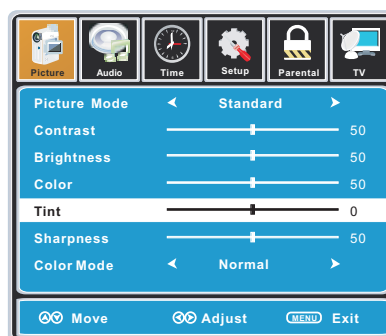 Picture Audio Time Setup Parental TV
Picture Mode Standard
Contrast 50
Brightness 50
Color 50
Tint 0
Sharpness 50
Color Mode Normal
Move Adjust MENU Exit